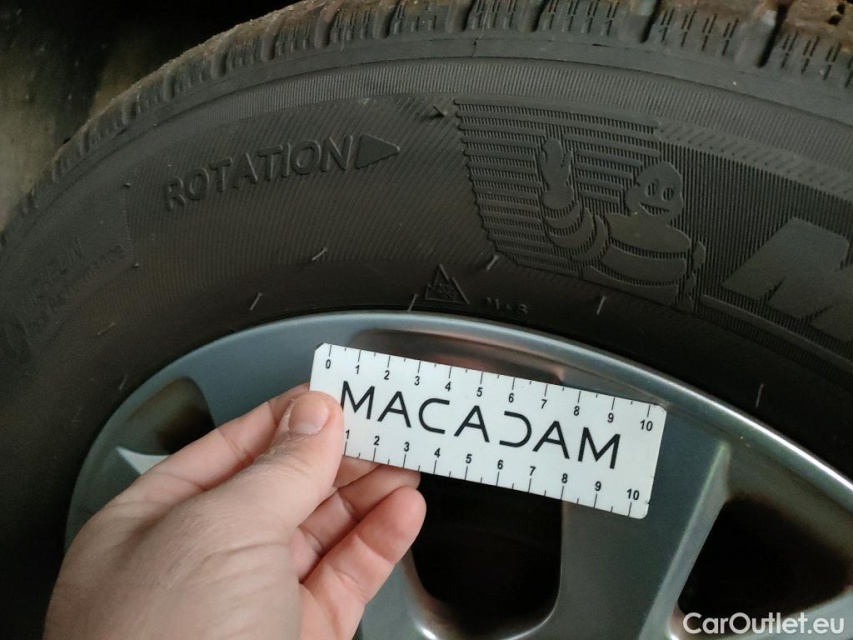 ROTATION
M+S
0 1 2 3 4 5 6 7 8 9 10
MACADAM
1 2 3 4 5 6 7 8 9 10
CarOutlet.eu